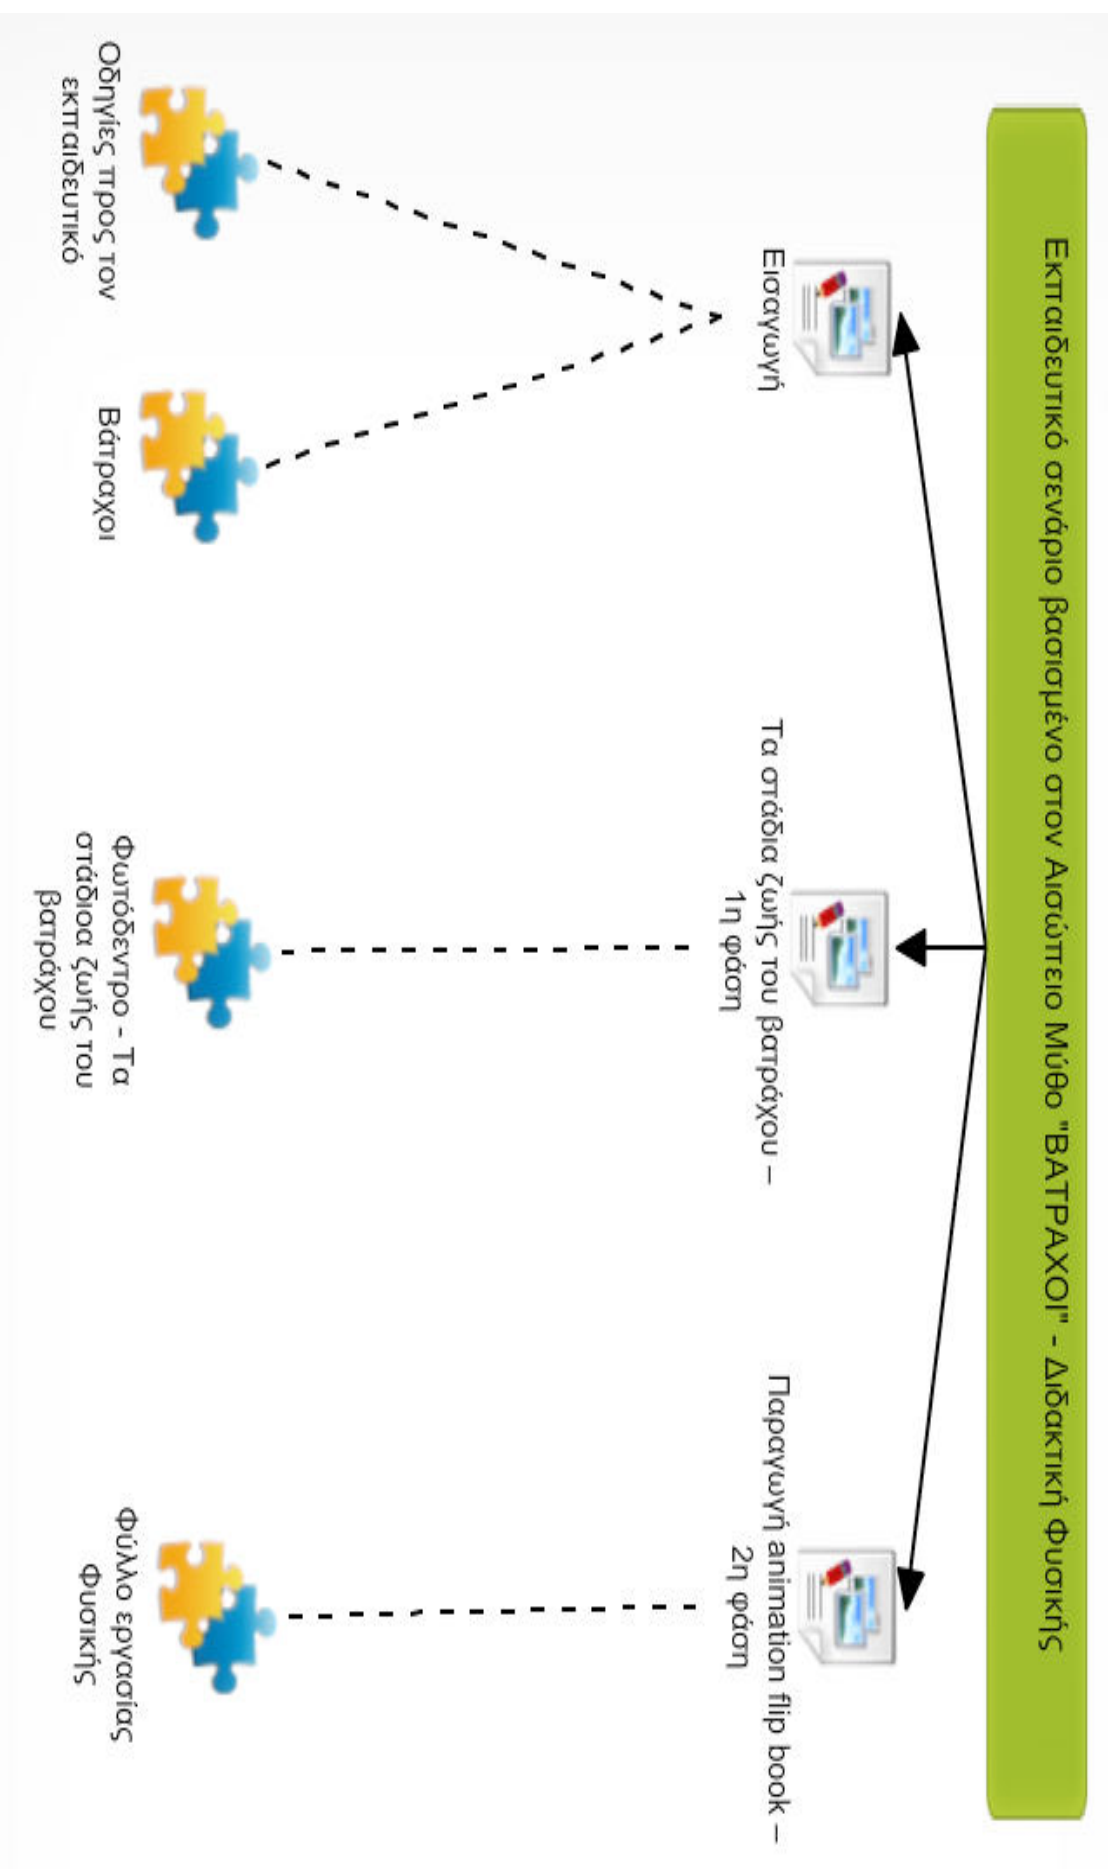 Εκπαιδευτικό σενάριο βασισμένο στον Αισώπειο Μύθο "ΒΑΤΡΑΧΟΙ" - Διδακτική Φυσικής
Εισαγωγή
Τα στάδια ζωής του βατράχου –
1η φάση
Παραγωγή animation flip book –
2η φάση
Οδηγίες προς τον
εκπαιδευτικό
Βάτραχοι
Φωτόδεντρο - Τα
στάδιοα ζωής του
βατράχου
Φύλλο εργασίας
Φυσικής